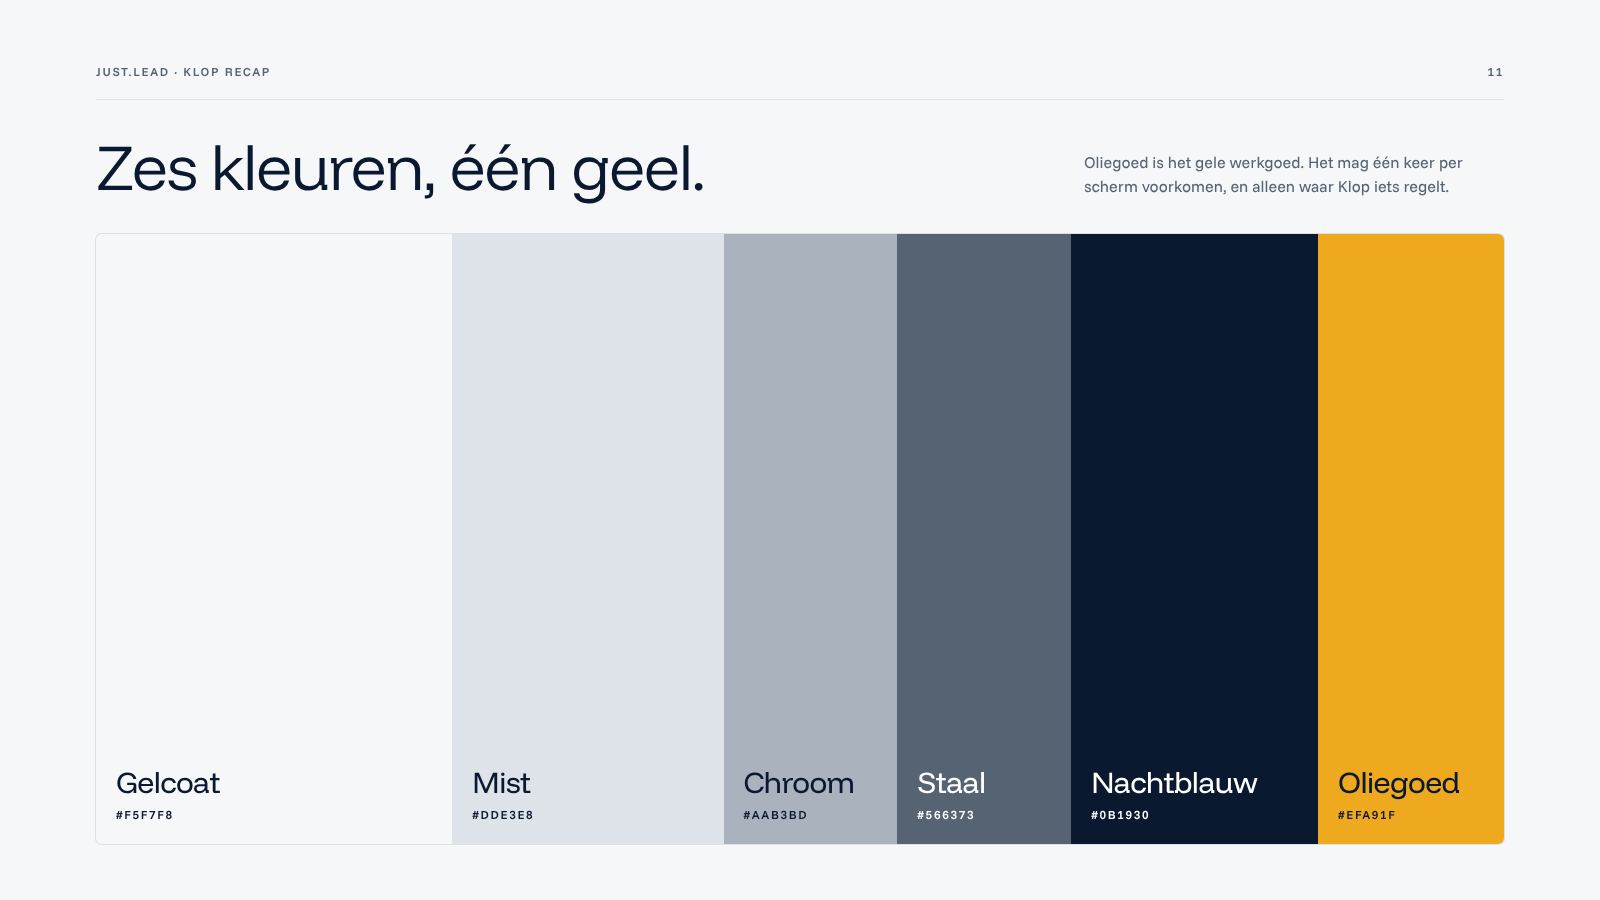 JUST.LEAD · KLOP RECAP
11
Zes kleuren, één geel.
Oliegoed is het gele werkgoed. Het mag één keer per
scherm voorkomen, en alleen waar Klop iets regelt.
Gelcoat
#F5F7F8
Mist
#DDE3E8
Chroom
#AAB3BD
Staal
#566373
Nachtblauw
#0B1930
Oliegoed
#EFA91F